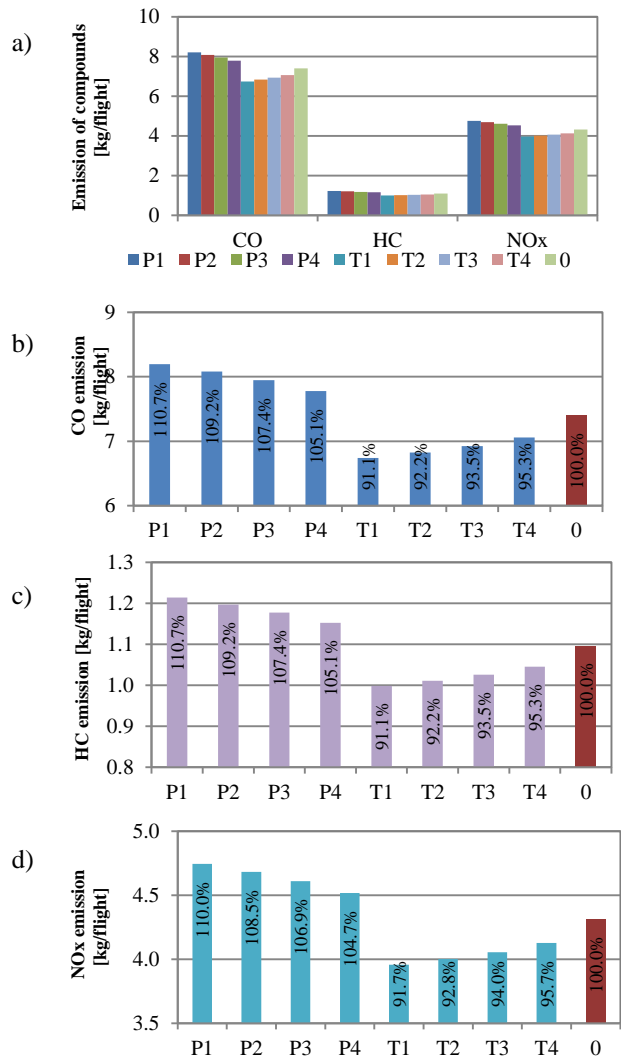 a)
Emission of compounds
[kg/flight]
10
8
6
4
2
0
CO HC NOx
P1 P2 P3 P4 T1 T2 T3 T4 0
b)
CO emission
[kg/flight]
9
8
7
6
110.7% 109.2% 107.4% 105.1% 91.1% 92.2% 93.5% 95.3% 100.0%
P1 P2 P3 P4 T1 T2 T3 T4 0
c)
HC emission [kg/flight]
1.3
1.2
1.1
1.0
0.9
0.8
110.7% 109.2% 107.4% 105.1% 91.1% 92.2% 93.5% 95.3% 100.0%
P1 P2 P3 P4 T1 T2 T3 T4 0
d)
NOx emission
[kg/flight]
5.0
4.5
4.0
3.5
110.0% 108.5% 106.9% 104.7% 91.7% 92.8% 94.0% 95.7% 100.0%
P1 P2 P3 P4 T1 T2 T3 T4 0